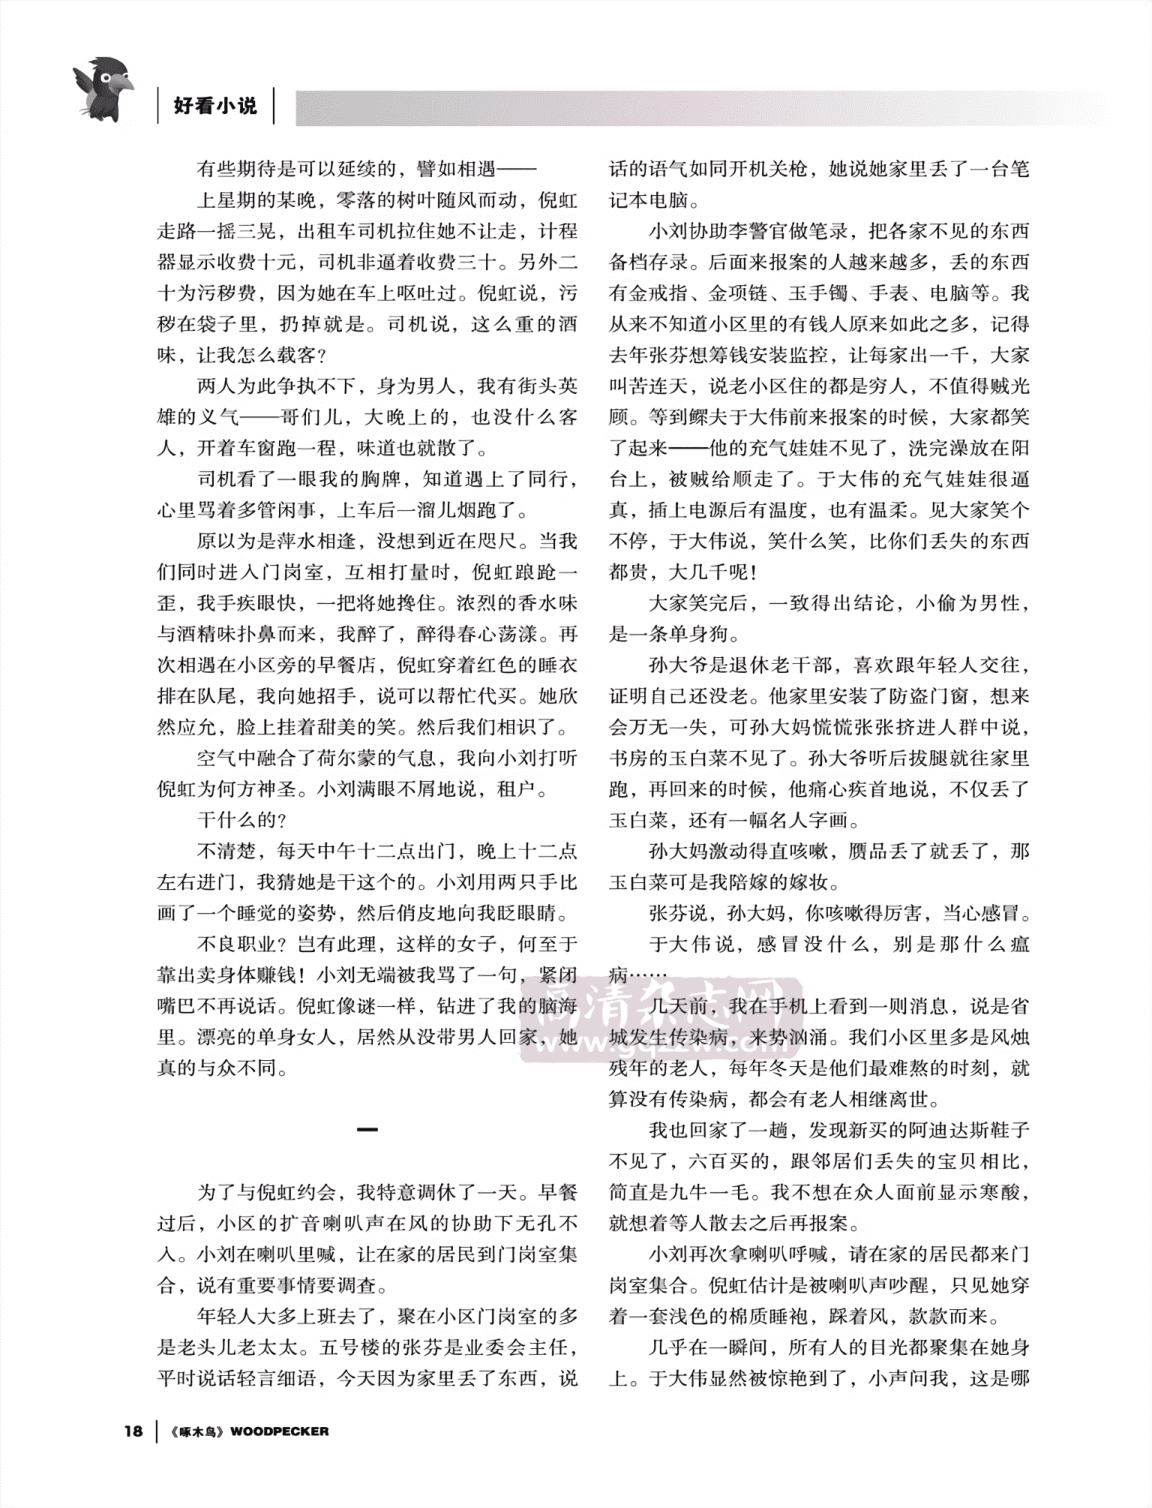 好看小说
有些期待是可以延续的，譬如相遇——
上星期的某晚，零落的树叶随风而动，倪虹
走路一摇三晃，出租车司机拉住她不让走，计程
器显示收费十元，司机非逼着收费三十。另外二
十为污秽费，因为她在车上呕吐过。倪虹说，污
秽在袋子里，扔掉就是。司机说，这么重的酒
味，让我怎么载客？
两人为此争执不下，身为男人，我有街头英
雄的义气——哥们儿，大晚上的，也没什么客
人，开着车窗跑一程，味道也就散了。
司机看了一眼我的胸牌，知道遇上了同行，
心里骂着多管闲事，上车后一溜儿烟跑了。
原以为是萍水相逢，没想到近在咫尺。当我
们同时进入门岗室，互相打量时，倪虹踉跄一
歪，我手疾眼快，一把将她搀住。浓烈的香水味
与酒精味扑鼻而来，我醉了，醉得春心荡漾。再
次相遇在小区旁的早餐店，倪虹穿着红色的睡衣
排在队尾，我向她招手，说可以帮忙代买。她欣
然应允，脸上挂着甜美的笑。然后我们相识了。
空气中融合了荷尔蒙的气息，我向小刘打听
倪虹为何方神圣。小刘满眼不屑地说，租户。
干什么的？
不清楚，每天中午十二点出门，晚上十二点
左右进门，我猜她是干这个的。小刘用两只手比
画了一个睡觉的姿势，然后俏皮地向我眨眼睛。
不良职业？岂有此理，这样的女子，何至于
靠出卖身体赚钱！小刘无端被我骂了一句，紧闭
嘴巴不再说话。倪虹像谜一样，钻进了我的脑海
里。漂亮的单身女人，居然从没带男人回家，她
真的与众不同。
一
为了与倪虹约会，我特意调休了一天。早餐
过后，小区的扩音喇叭声在风的协助下无孔不
入。小刘在喇叭里喊，让在家的居民到门岗室集
合，说有重要事情要调查。
年轻人大多上班去了，聚在小区门岗室的多
是老头儿老太太。五号楼的张芬是业委会主任，
平时说话轻言细语，今天因为家里丢了东西，说
话的语气如同开机关枪，她说她家里丢了一台笔
记本电脑。
小刘协助李警官做笔录，把各家不见的东西
备档存录。后面来报案的人越来越多，丢的东西
有金戒指、金项链、玉手镯、手表、电脑等。我
从来不知道小区里的有钱人原来如此之多，记得
去年张芬想筹钱安装监控，让每家出一千，大家
叫苦连天，说老小区住的都是穷人，不值得贼光
顾。等到鳏夫于大伟前来报案的时候，大家都笑
了起来——他的充气娃娃不见了，洗完澡放在阳
台上，被贼给顺走了。于大伟的充气娃娃很逼
真，插上电源后有温度，也有温柔。见大家笑个
不停，于大伟说，笑什么笑，比你们丢失的东西
都贵，大几千呢！
大家笑完后，一致得出结论，小偷为男性，
是一条单身狗。
孙大爷是退休老干部，喜欢跟年轻人交往，
证明自己还没老。他家里安装了防盗门窗，想来
会万无一失，可孙大妈慌慌张张挤进人群中说，
书房的玉白菜不见了。孙大爷听后拔腿就往家里
跑，再回来的时候，他痛心疾首地说，不仅丢了
玉白菜，还有一幅名人字画。
孙大妈激动得直咳嗽，赝品丢了就丢了，那
玉白菜可是我陪嫁的嫁妆。
张芬说，孙大妈，你咳嗽得厉害，当心感冒。
于大伟说，感冒没什么，别是那什么瘟
病……
几天前，我在手机上看到一则消息，说是省
城发生传染病，来势汹涌。我们小区里多是风烛
残年的老人，每年冬天是他们最难熬的时刻，就
算没有传染病，都会有老人相继离世。
我也回家了一趟，发现新买的阿迪达斯鞋子
不见了，六百买的，跟邻居们丢失的宝贝相比，
简直是九牛一毛。我不想在众人面前显示寒酸，
就想着等人散去之后再报案。
小刘再次拿喇叭呼喊，请在家的居民都来门
岗室集合。倪虹估计是被喇叭声吵醒，只见她穿
着一套浅色的棉质睡袍，踩着风，款款而来。
几乎在一瞬间，所有人的目光都聚集在她身
上。于大伟显然被惊艳到了，小声问我，这是哪
高清杂志网
www.gqzzw.com
18 《啄木鸟》WOODPECKER